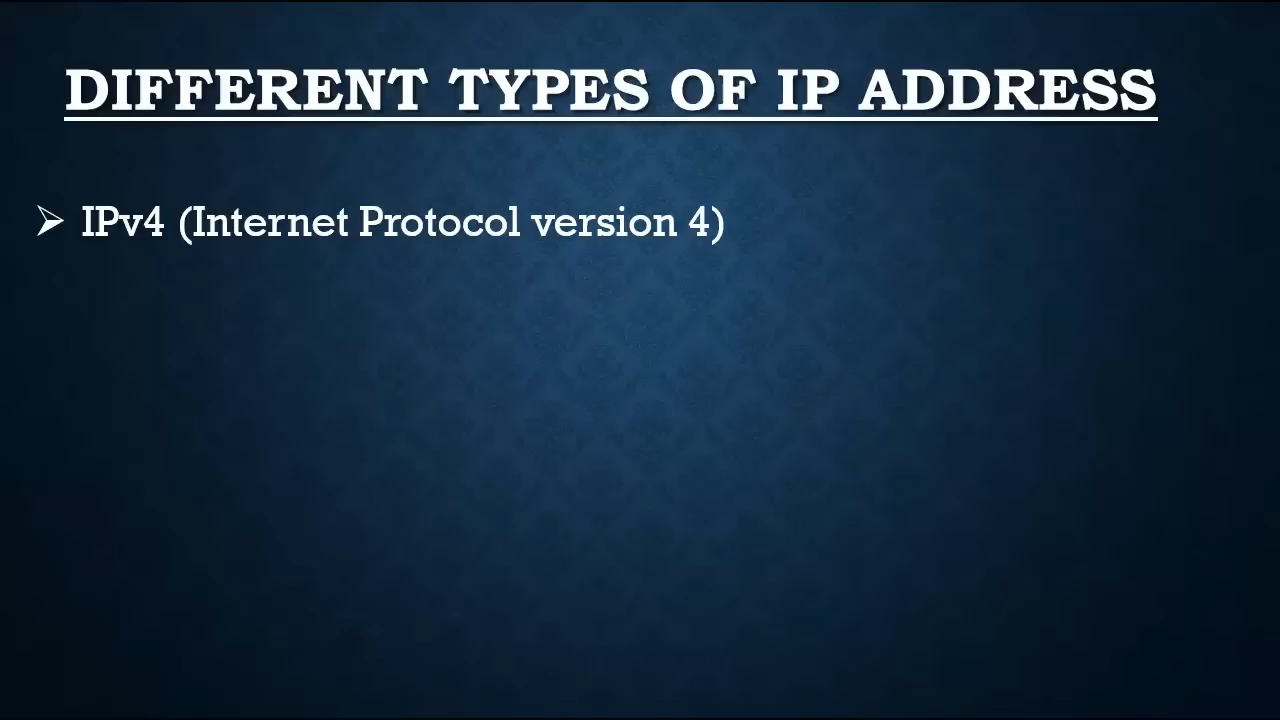 DIFFERENT TYPES OF IP ADDRESS
➢ IPv4 (Internet Protocol version 4)